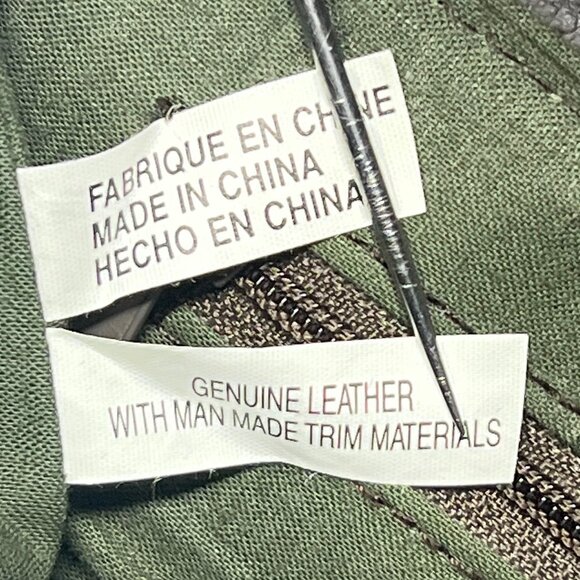 FABRIQUE EN CHINE
MADE IN CHINA
HECHO EN CHINA
GENUINE LEATHER
WITH MAN MADE TRIM MATERIALS